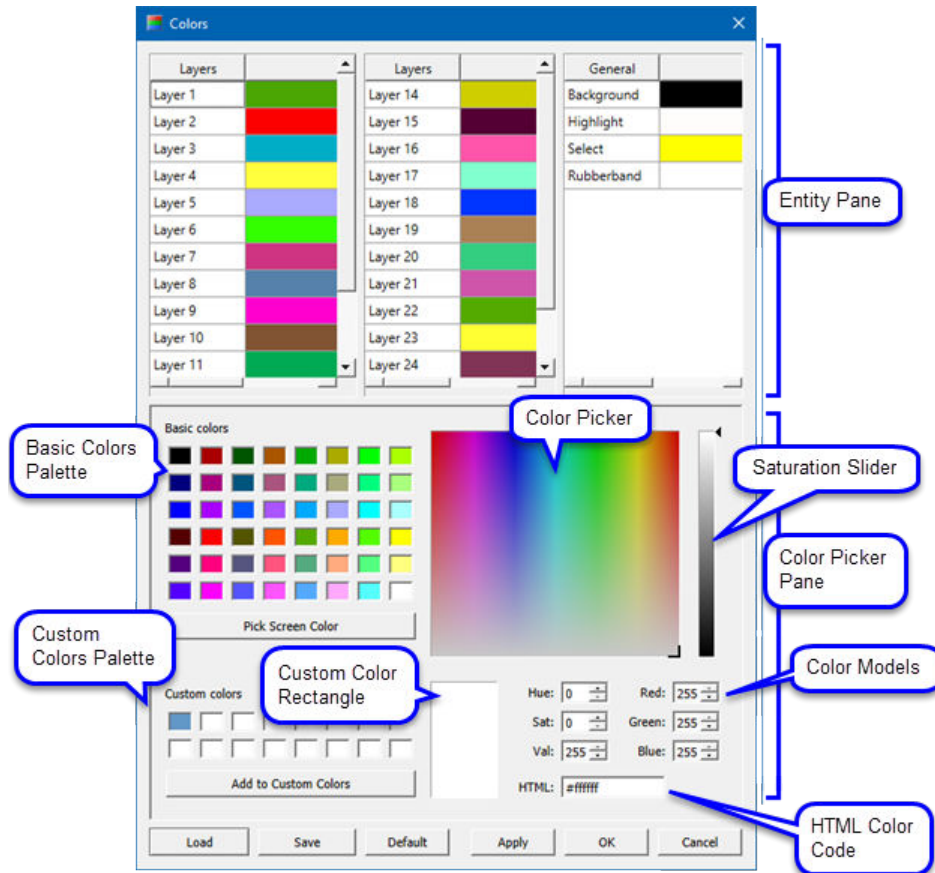 Colors
Layers
Layer 1
Layer 2
Layer 3
Layer 4
Layer 5
Layer 6
Layer 7
Layer 8
Layer 9
Layer 10
Layer 11
Layers
Layer 14
Layer 15
Layer 16
Layer 17
Layer 18
Layer 19
Layer 20
Layer 21
Layer 22
Layer 23
Layer 24
General
Background
Highlight
Select
Rubberband
Entity Pane
Basic colors
Basic Colors
Palette
Color Picker
Saturation Slider
Color Picker
Pane
Pick Screen Color
Custom
Colors Palette
Custom colors
Custom Color
Rectangle
Add to Custom Colors
Hue: 0 Red: 255
Sat: 0 Green: 255
Val: 255 Blue: 255
HTML: #ffffff
Color Models
HTML Color
Code
Load Save Default Apply OK Cancel